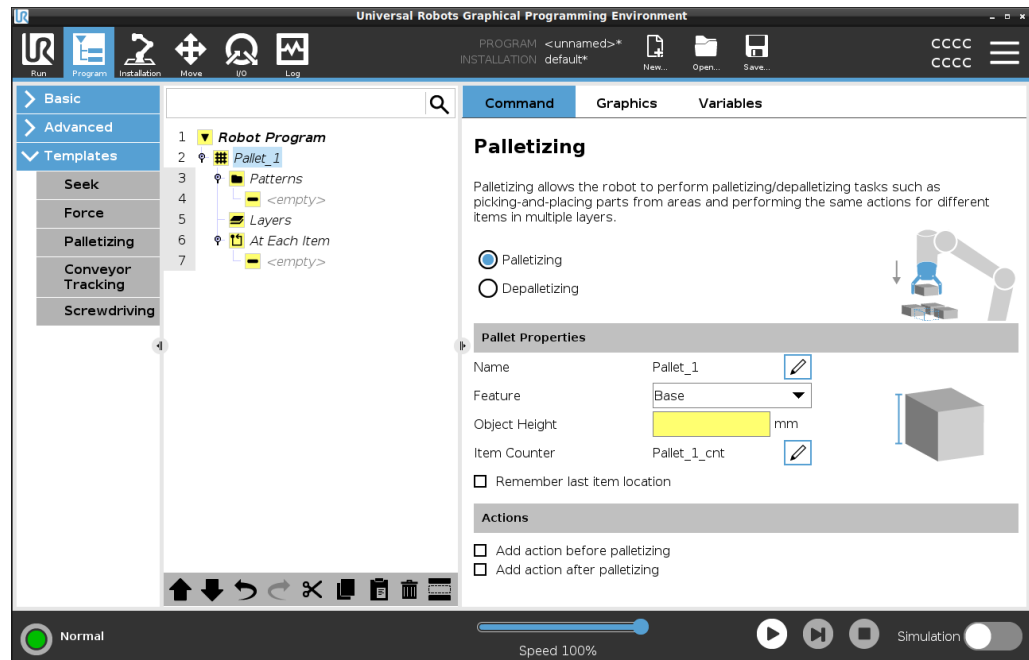 Universal Robots Graphical Programming Environment
UR
Run
Program
Installation
Move
I/O
Log
PROGRAM <unnamed>*
INSTALLATION default*
New...
Open...
Save...
CCCC
CCCC
Basic
Advanced
Templates
Seek
Force
Palletizing
Conveyor
Tracking
Screwdriving
1 Robot Program
2 Pallet_1
3 Patterns
4 <empty>
5 Layers
6 At Each Item
7 <empty>
Command
Graphics
Variables
Palletizing
Palletizing allows the robot to perform palletizing/depalletizing tasks such as
picking-and-placing parts from areas and performing the same actions for different
items in multiple layers.
Palletizing
Depalletizing
Pallet Properties
Name Pallet_1
Feature Base
Object Height mm
Item Counter Pallet_1_cnt
Remember last item location
Actions
Add action before palletizing
Add action after palletizing
Normal
Speed 100%
Simulation